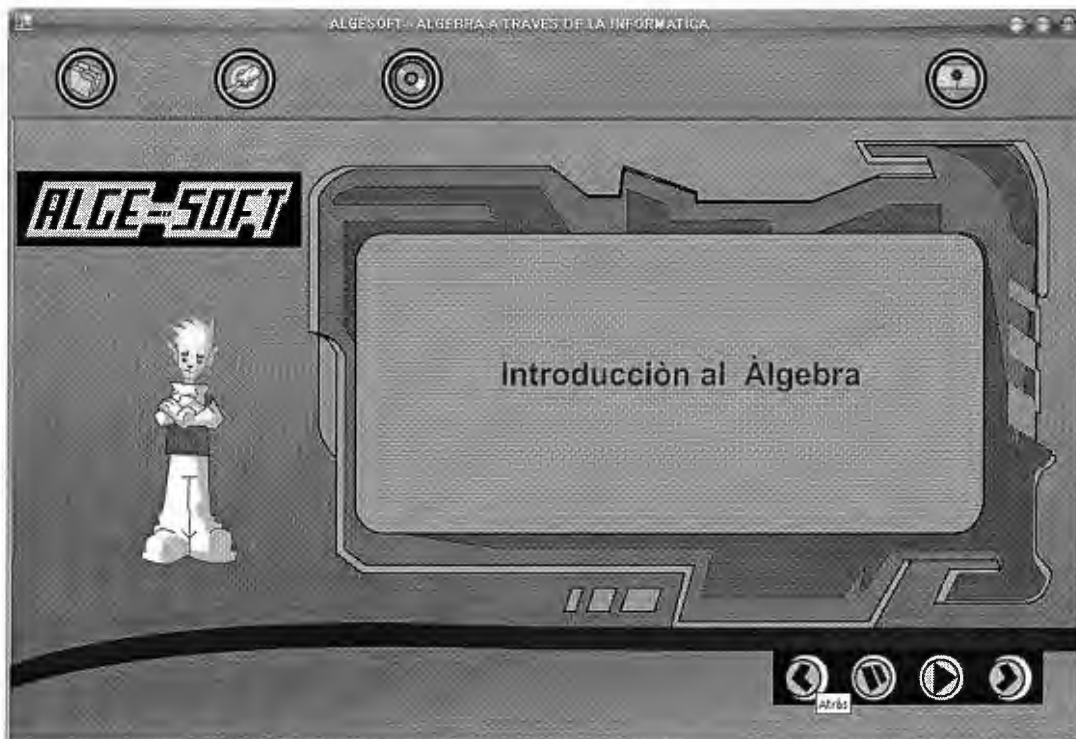 ALGESOFT - ALGEBRA A TRAVES DE LA INFORMATICA
ALGE-SOFT
Introducciòn al Àlgebra
Atrás